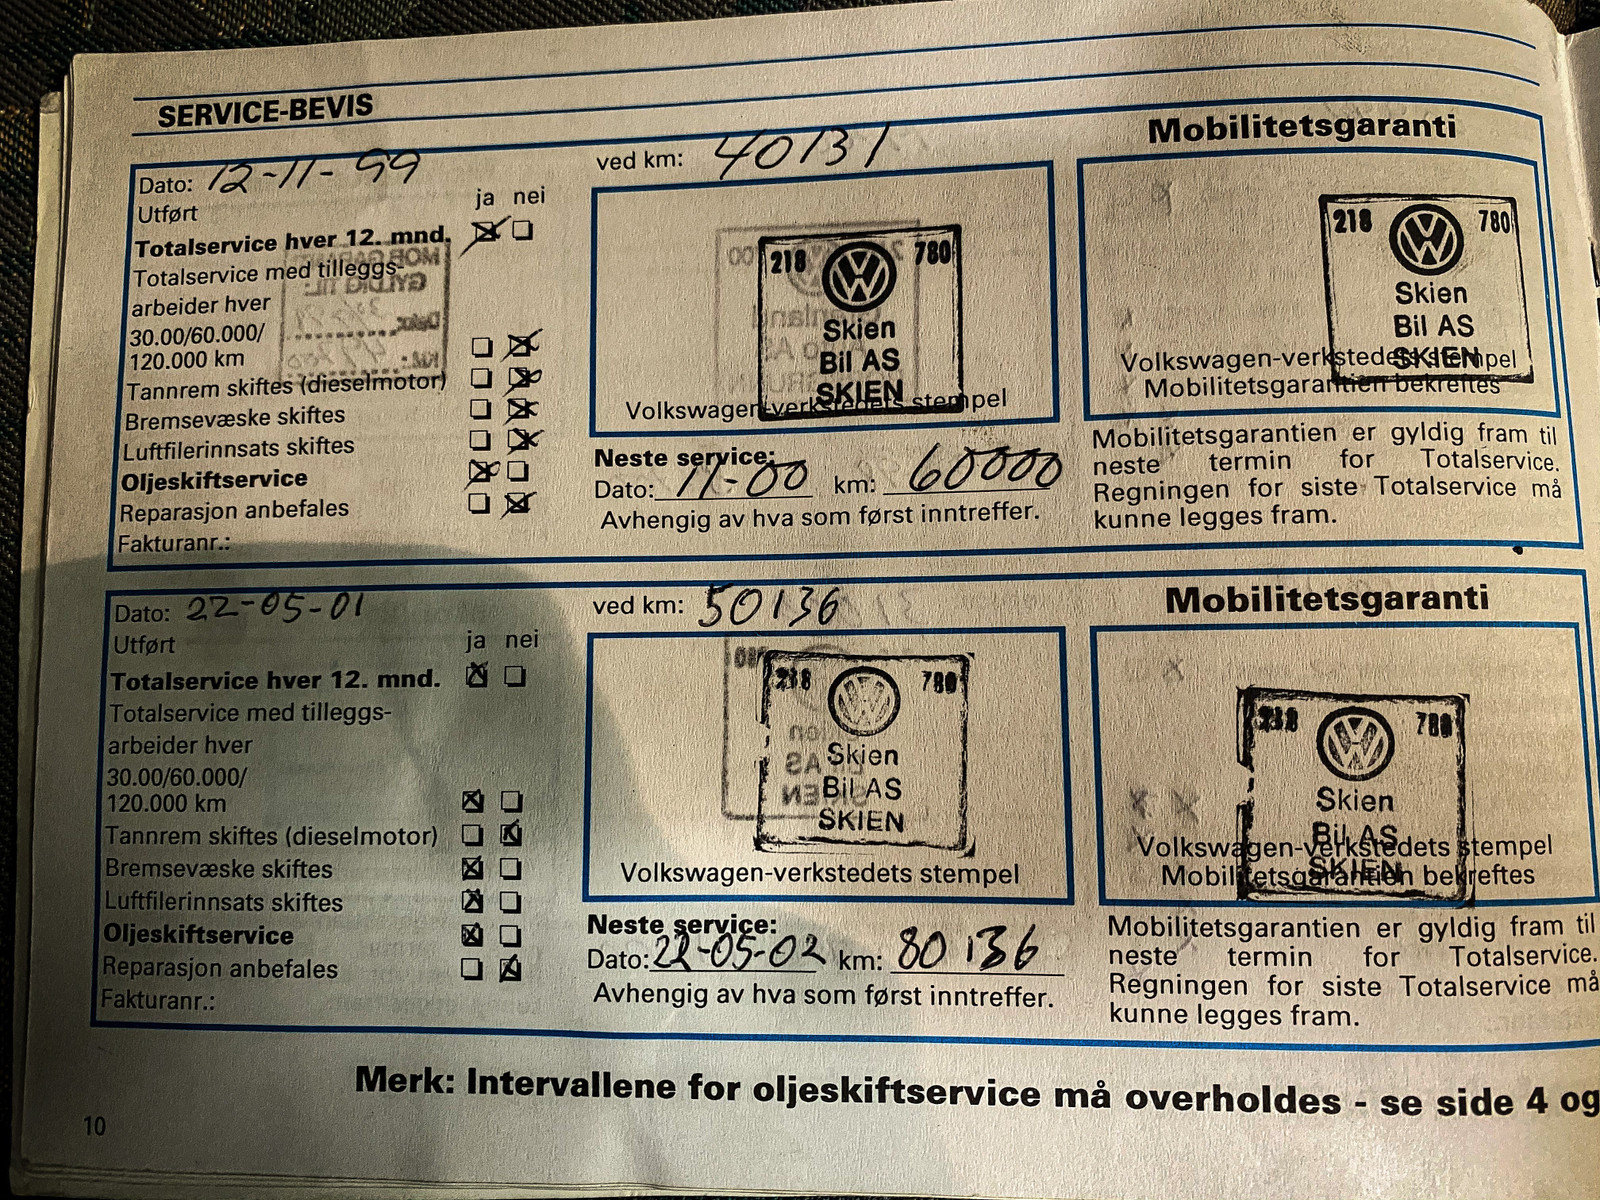 SERVICE-BEVIS
Dato: 12-11-99
Utført
ja nei
Totalservice hver 12. mnd.
Totalservice med tilleggs-
arbeider hver
30.00/60.000/
120.000 km
Tannrem skiftes (dieselmotor)
Bremsevæske skiftes
Luftfilerinnsats skiftes
Oljeskiftservice
Reparasjon anbefales
Fakturanr.:
ved km: 40131
218 780
Skien
Bil AS
SKIEN
Volkswagen-verkstedets stempel
Neste service:
Dato: 11-00 km: 60000
Avhengig av hva som først inntreffer.
Mobilitetsgaranti
218 780
Skien
Bil AS
SKIEN
Volkswagen-verkstedets stempel
Mobilitetsgarantien bekreftes
Mobilitetsgarantien er gyldig fram til
neste termin for Totalservice.
Regningen for siste Totalservice må
kunne legges fram.
Dato: 22-05-01
Utført
ja nei
Totalservice hver 12. mnd.
Totalservice med tilleggs-
arbeider hver
30.00/60.000/
120.000 km
Tannrem skiftes (dieselmotor)
Bremsevæske skiftes
Luftfilerinnsats skiftes
Oljeskiftservice
Reparasjon anbefales
Fakturanr.:
ved km: 50136
218 780
Skien
Bil AS
SKIEN
Volkswagen-verkstedets stempel
Neste service:
Dato: 22-05-02 km: 80136
Avhengig av hva som først inntreffer.
Mobilitetsgaranti
218 780
Skien
Bil AS
SKIEN
Volkswagen-verkstedets stempel
Mobilitetsgarantien bekreftes
Mobilitetsgarantien er gyldig fram til
neste termin for Totalservice.
Regningen for siste Totalservice må
kunne legges fram.
Merk: Intervallene for oljeskiftservice må overholdes - se side 4 og
10